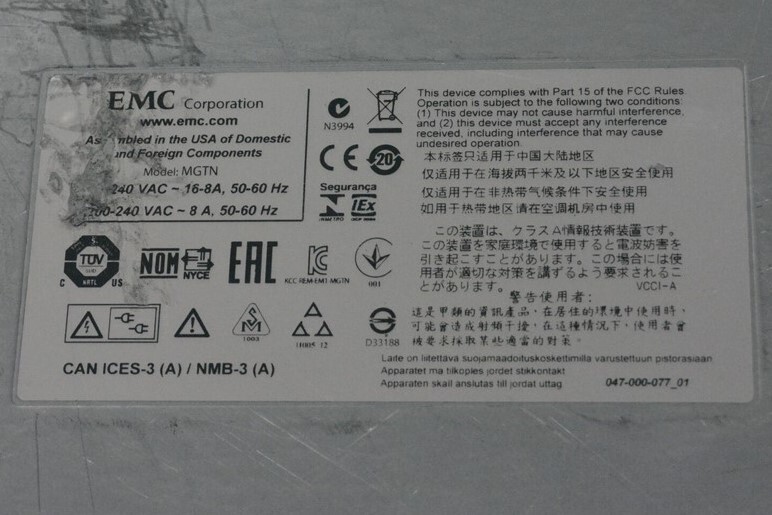 EMC Corporation
www.emc.com
in the USA of Domestic
and Foreign Components
Model: MGTN
240 VAC ~ 16-8A, 50-60 Hz
-240 VAC ~ 8 A, 50-60 Hz
N3994
20
Segurança
INMETRO
IEx
This device complies with Part 15 of the FCC Rules
Operation is subject to the following two conditions:
(1) This device may not cause harmful interference,
and (2) this device must accept any interference
received, including interference that may cause
undesired operation.
本标签只适用于中国大陆地区
仅适用于在海拔两千米及以下地区安全使用
仅适用于在非热带气候条件下安全使用
如用于热带地区请在空调机房中使用
この装置は、クラスA情報技術装置です。
この装置を家庭環境で使用すると電波妨害を
引き起こすことがあります。この場合には使
用者が適切な対策を講ずるよう要求されるこ
とがあります。 VCCI-A
警告使用者:
這是甲類的資訊產品，在居住的環境中使用時，
可能會造成射頻干擾，在這種情況下，使用者會
被要求採取某些適當的對策。
C TÜV US
NRTL
NOM NYCE
EAC
KCC-REM-EM1-MGTN
001
1003
D33188
CAN ICES-3 (A) / NMB-3 (A)
Laite on liitettävä suojamaadoituskoskettimilla varustettuun pistorasiaan
Apparatet må tilkoples jordet stikkontakt
Apparaten skall anslutas till jordat uttag
047-000-077_01